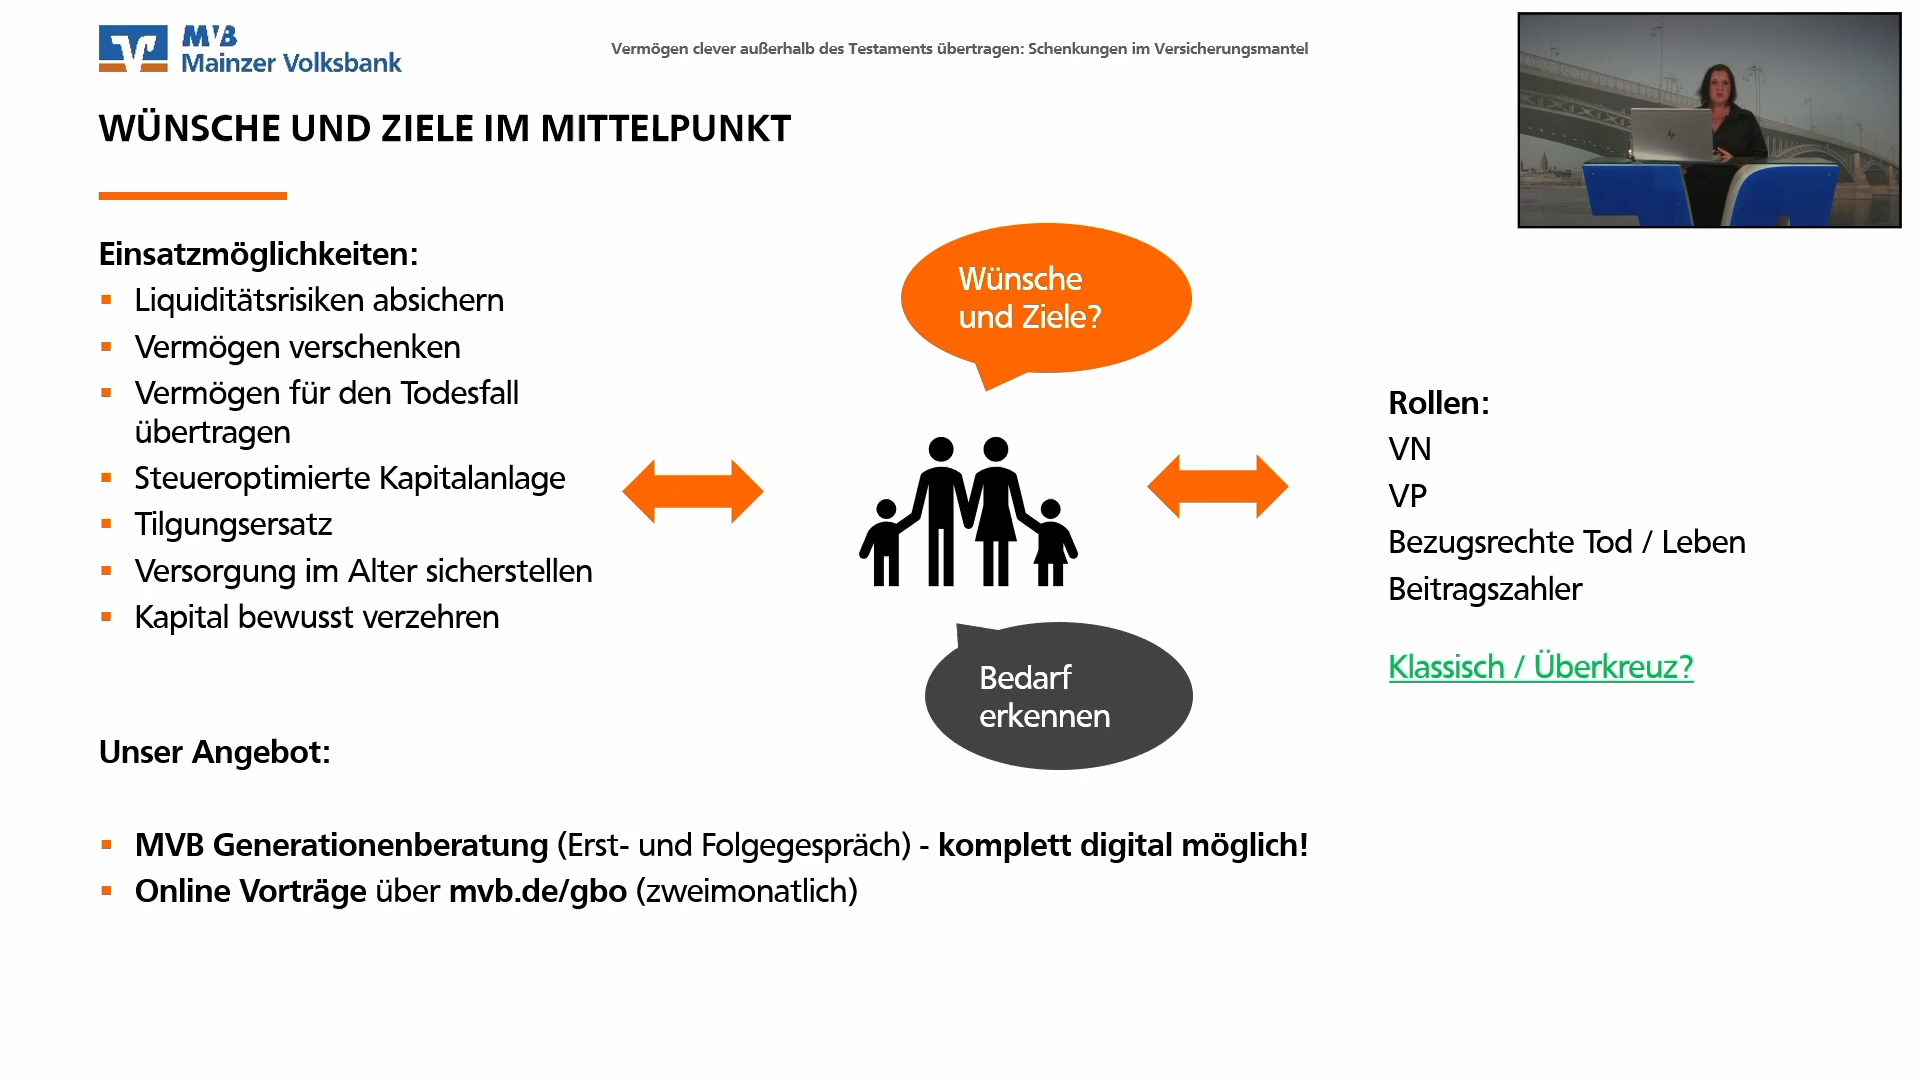 MVB
Mainzer Volksbank
Vermögen clever außerhalb des Testaments übertragen: Schenkungen im Versicherungsmantel
WÜNSCHE UND ZIELE IM MITTELPUNKT
Einsatzmöglichkeiten:
Liquiditätsrisiken absichern
Vermögen verschenken
Vermögen für den Todesfall
übertragen
Steueroptimierte Kapitalanlage
Tilgungsersatz
Versorgung im Alter sicherstellen
Kapital bewusst verzehren
Wünsche
und Ziele?
Bedarf
erkennen
Rollen:
VN
VP
Bezugsrechte Tod / Leben
Beitragszahler
Klassisch / Überkreuz?
Unser Angebot:
MVB Generationenberatung (Erst- und Folgegespräch) - komplett digital möglich!
Online Vorträge über mvb.de/gbo (zweimonatlich)